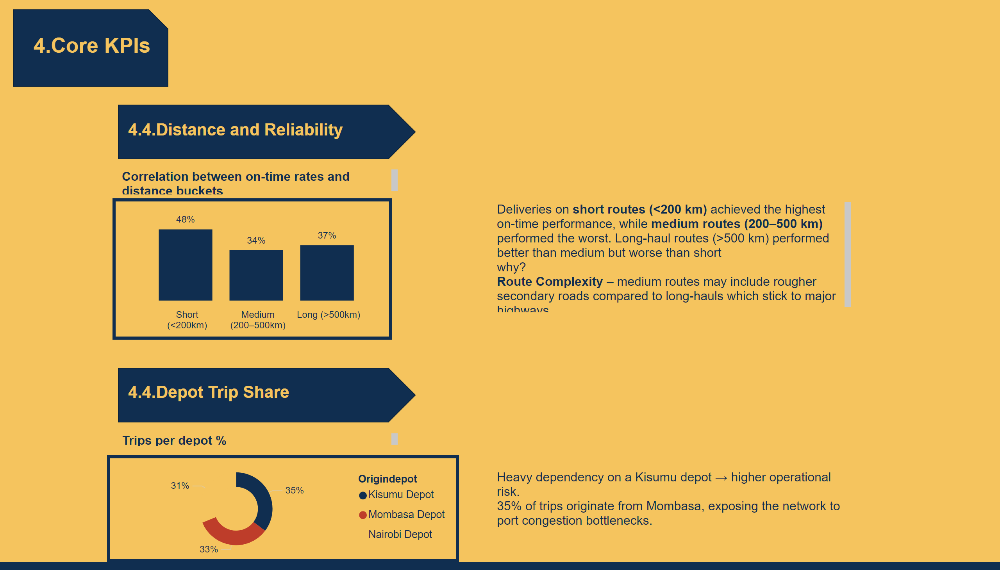 4.Core KPIs
4.4.Distance and Reliability
Correlation between on-time rates and
distance buckets
48%
34%
37%
Short
(<200km)
Medium
(200–500km)
Long (>500km)
Deliveries on short routes (<200 km) achieved the highest
on-time performance, while medium routes (200–500 km)
performed the worst. Long-haul routes (>500 km) performed
better than medium but worse than short
why?
Route Complexity – medium routes may include rougher
secondary roads compared to long-hauls which stick to major
highways
4.4.Depot Trip Share
Trips per depot %
31%
35%
33%
Origindepot
Kisumu Depot
Mombasa Depot
Nairobi Depot
Heavy dependency on a Kisumu depot → higher operational
risk.
35% of trips originate from Mombasa, exposing the network to
port congestion bottlenecks.